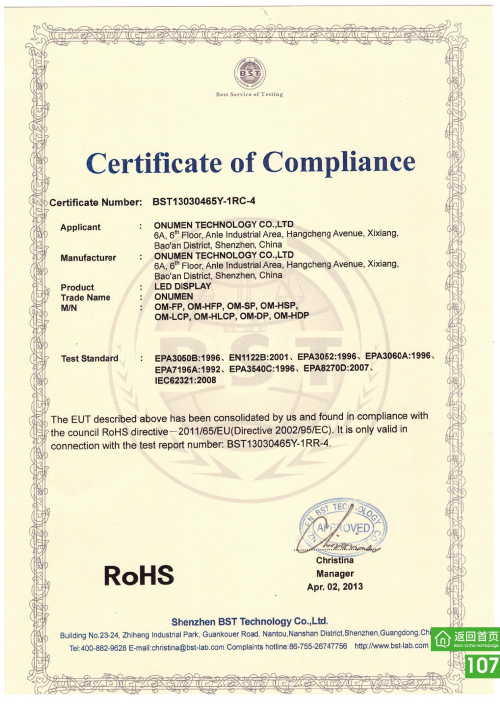 BST
Best Service of Testing
Certificate of Compliance
Certificate Number: BST13030465Y-1RC-4
Applicant : ONUMEN TECHNOLOGY CO.,LTD
6A, 6th Floor, Anle Industrial Area, Hangcheng Avenue, Xixiang,
Bao'an District, Shenzhen, China
Manufacturer : ONUMEN TECHNOLOGY CO.,LTD
6A, 6th Floor, Anle Industrial Area, Hangcheng Avenue, Xixiang,
Bao'an District, Shenzhen, China
Product : LED DISPLAY
Trade Name : ONUMEN
M/N : OM-FP, OM-HFP, OM-SP, OM-HSP,
OM-LCP, OM-HLCP, OM-DP, OM-HDP
BST
Test Standard : EPA3050B:1996、EN1122B:2001、EPA3052:1996、EPA3060A:1996、
EPA7196A:1992、EPA3540C:1996、EPA8270D:2007、
IEC62321:2008
The EUT described above has been consolidated by us and found in compliance with
the council RoHS directive－2011/65/EU(Directive 2002/95/EC). It is only valid in
connection with the test report number: BST13030465Y-1RR-4.
APPROVED
Christina
Manager
Apr. 02, 2013
RoHS
Shenzhen BST Technology Co.,Ltd.
Building No.23-24, Zhiheng Industrial Park, Guankouer Road, Nantou,Nanshan District,Shenzhen,Guangdong,Chi
Tel:400-882-9628 E-mail:christina@bst-lab.com Complaints hotline:86-755-26747756 http://www.bst-lab.com
返回首页
Back to the Homepage
107